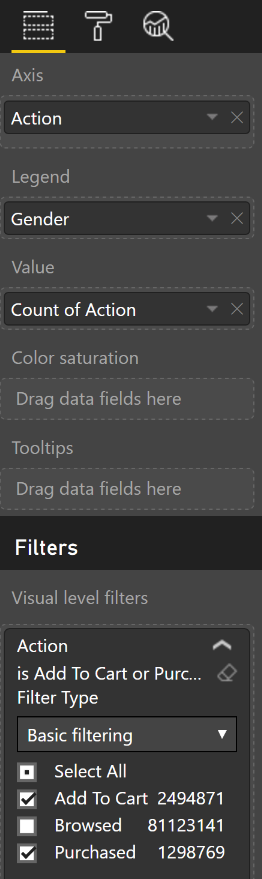 Axis
Action
Legend
Gender
Value
Count of Action
Color saturation
Drag data fields here
Tooltips
Drag data fields here
Filters
Visual level filters
Action
is Add To Cart or Purc...
Filter Type
Basic filtering
Select All
Add To Cart 2494871
Browsed 81123141
Purchased 1298769